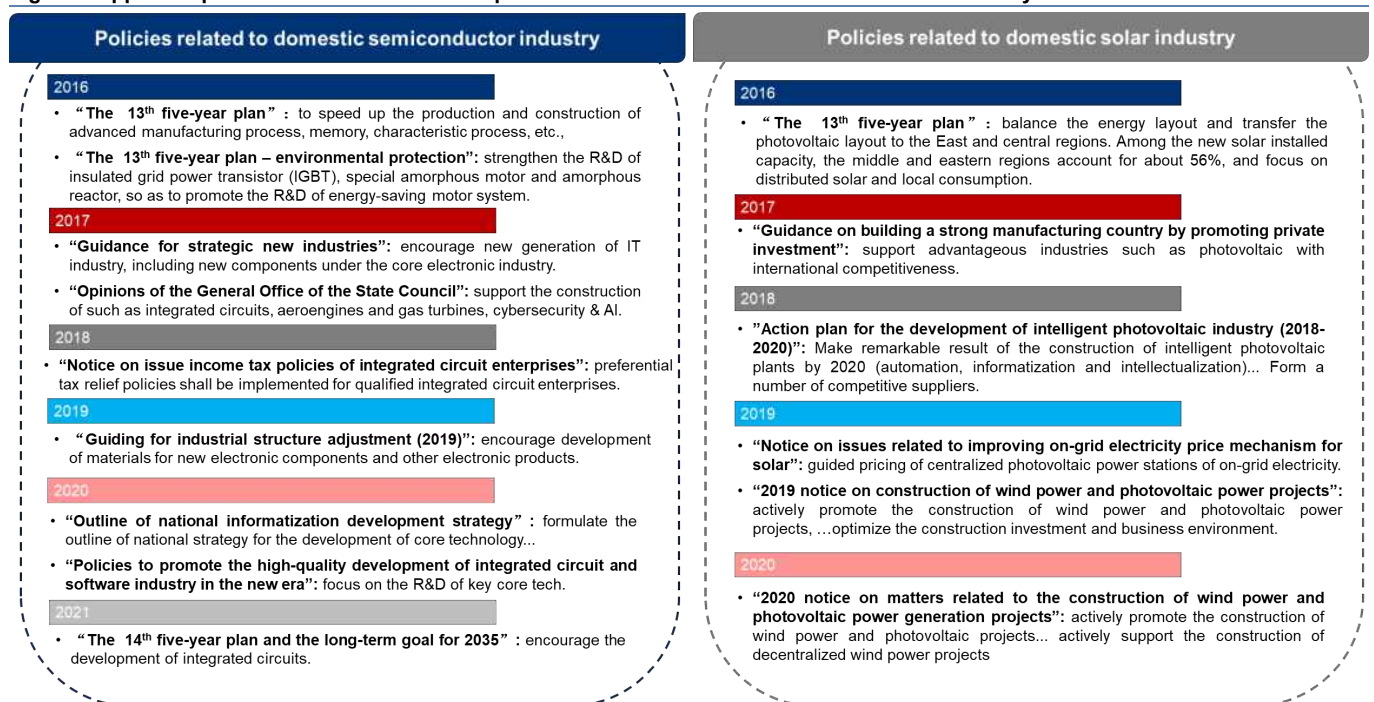 Policies related to domestic semiconductor industry
2016
• “The 13th five-year plan”: to speed up the production and construction of
advanced manufacturing process, memory, characteristic process, etc.,
• “The 13th five-year plan – environmental protection”: strengthen the R&D of
insulated grid power transistor (IGBT), special amorphous motor and amorphous
reactor, so as to promote the R&D of energy-saving motor system.
2017
• “Guidance for strategic new industries”: encourage new generation of IT
industry, including new components under the core electronic industry.
• “Opinions of the General Office of the State Council”: support the construction
of such as integrated circuits, aeroengines and gas turbines, cybersecurity & AI.
2018
• “Notice on issue income tax policies of integrated circuit enterprises”: preferential
tax relief policies shall be implemented for qualified integrated circuit enterprises.
2019
• “Guiding for industrial structure adjustment (2019)”: encourage development
of materials for new electronic components and other electronic products.
2020
• “Outline of national informatization development strategy”: formulate the
outline of national strategy for the development of core technology...
• “Policies to promote the high-quality development of integrated circuit and
software industry in the new era”: focus on the R&D of key core tech.
2021
• “The 14th five-year plan and the long-term goal for 2035”: encourage the
development of integrated circuits.
Policies related to domestic solar industry
2016
• “The 13th five-year plan”: balance the energy layout and transfer the
photovoltaic layout to the East and central regions. Among the new solar installed
capacity, the middle and eastern regions account for about 56%, and focus on
distributed solar and local consumption.
2017
• “Guidance on building a strong manufacturing country by promoting private
investment”: support advantageous industries such as photovoltaic with
international competitiveness.
2018
• ”Action plan for the development of intelligent photovoltaic industry (2018-
2020)”: Make remarkable result of the construction of intelligent photovoltaic
plants by 2020 (automation, informatization and intellectualization)... Form a
number of competitive suppliers.
2019
• “Notice on issues related to improving on-grid electricity price mechanism for
solar”: guided pricing of centralized photovoltaic power stations of on-grid electricity.
• “2019 notice on construction of wind power and photovoltaic power projects”:
actively promote the construction of wind power and photovoltaic power
projects, …optimize the construction investment and business environment.
2020
• “2020 notice on matters related to the construction of wind power and
photovoltaic power generation projects”: actively promote the construction of
wind power and photovoltaic projects... actively support the construction of
decentralized wind power projects